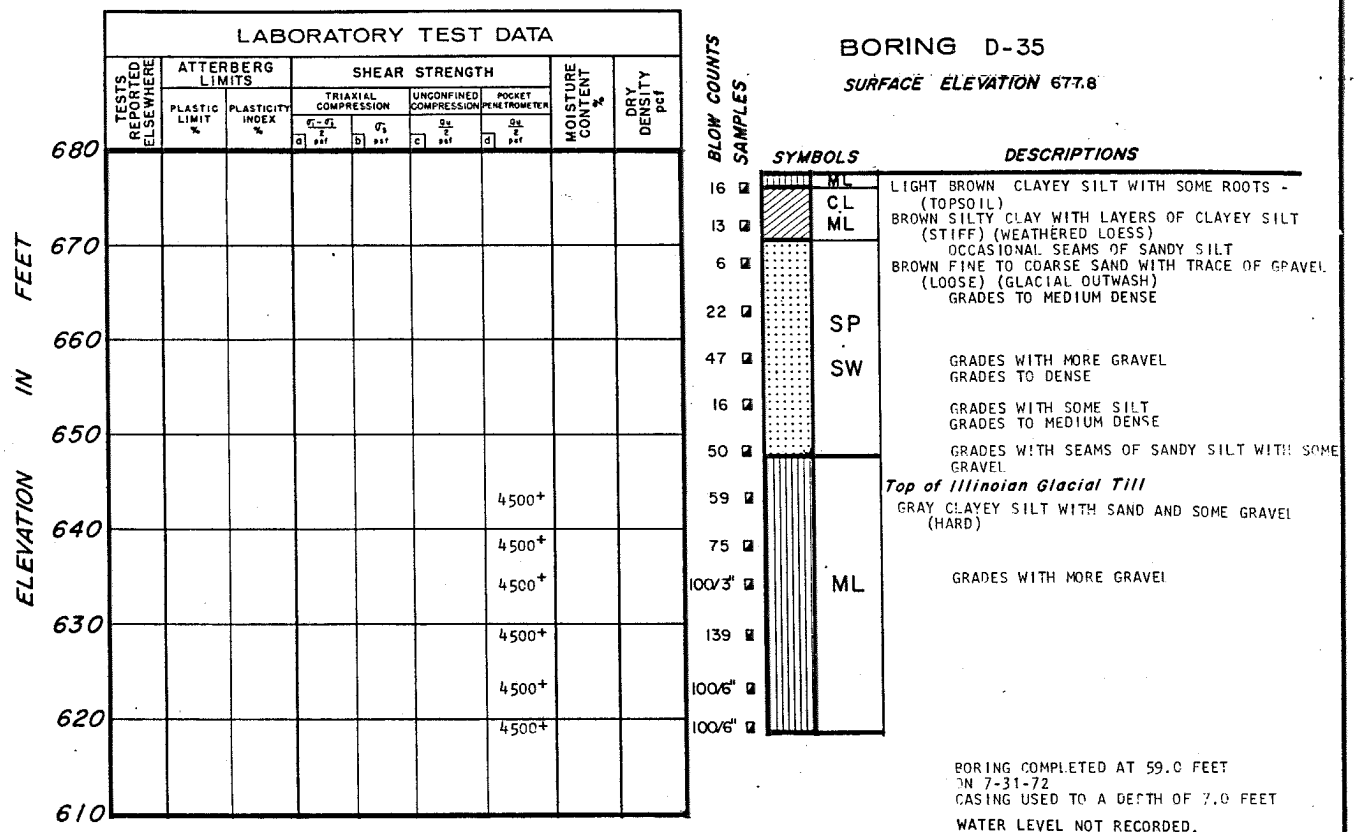 LABORATORY TEST DATA
TESTS REPORTED ELSEWHERE
ATTERBERG LIMITS
PLASTIC LIMIT %
PLASTICITY INDEX %
SHEAR STRENGTH
TRIAXIAL COMPRESSION
UNCONFINED COMPRESSION
POCKET PENETROMETER
a psf
b psf
c psf
d psf
MOISTURE CONTENT %
DRY DENSITY pcf
BLOW COUNTS
SAMPLES
BORING D-35
SURFACE ELEVATION 677.8
SYMBOLS
DESCRIPTIONS
ELEVATION IN FEET
680
670
660
650
640
630
620
610
4500+
4500+
4500+
4500+
4500+
4500+
16
13
6
22
47
16
50
59
75
100/3"
139
100/6"
100/6"
ML
CL
ML
SP
SW
ML
LIGHT BROWN CLAYEY SILT WITH SOME ROOTS -
(TOPSOIL)
BROWN SILTY CLAY WITH LAYERS OF CLAYEY SILT
(STIFF) (WEATHERED LOESS)
OCCASIONAL SEAMS OF SANDY SILT
BROWN FINE TO COARSE SAND WITH TRACE OF GRAVEL
(LOOSE) (GLACIAL OUTWASH)
GRADES TO MEDIUM DENSE
GRADES WITH MORE GRAVEL
GRADES TO DENSE
GRADES WITH SOME SILT
GRADES TO MEDIUM DENSE
GRADES WITH SEAMS OF SANDY SILT WITH SOME
GRAVEL
Top of Illinoian Glacial Till
GRAY CLAYEY SILT WITH SAND AND SOME GRAVEL
(HARD)
GRADES WITH MORE GRAVEL
BORING COMPLETED AT 59.0 FEET
ON 7-31-72
CASING USED TO A DEPTH OF 7.0 FEET
WATER LEVEL NOT RECORDED.